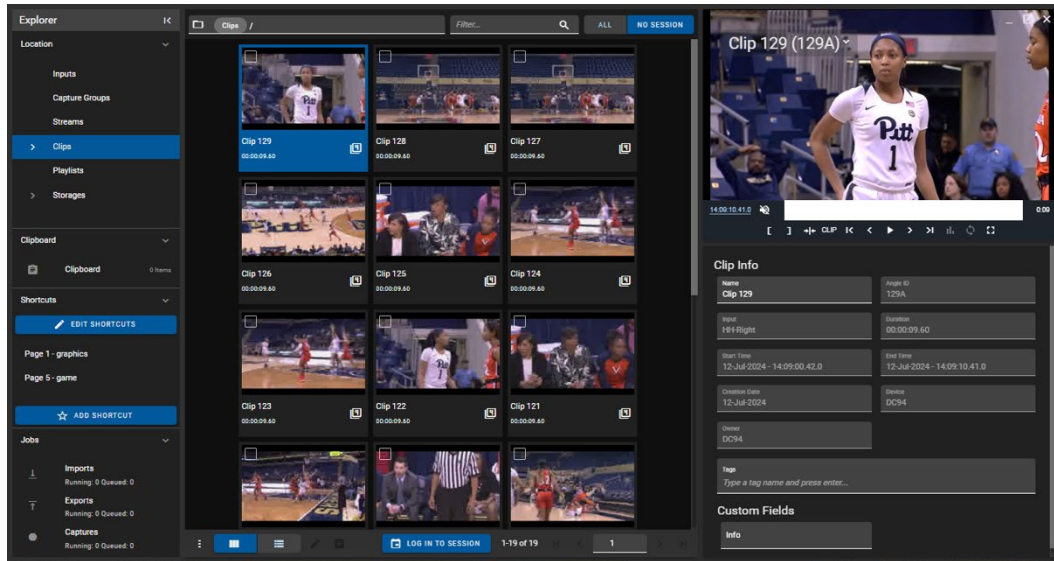 Explorer
Location
Inputs
Capture Groups
Streams
Clips
Playlists
Storages
Clipboard
Clipboard
0 Items
Shortcuts
EDIT SHORTCUTS
Page 1 - graphics
Page 5 - game
ADD SHORTCUT
Jobs
Imports
Running: 0 Queued: 0
Exports
Running: 0 Queued: 0
Captures
Running: 0 Queued: 0
Clips /
Filter...
ALL
NO SESSION
Pitt
1
Clip 129
00:00:09.60
Clip 128
00:00:09.60
Clip 127
00:00:09.60
Clip 126
00:00:09.60
Clip 125
00:00:09.60
Clip 124
00:00:09.60
Clip 123
00:00:09.60
Clip 122
00:00:09.60
Clip 121
00:00:09.60
LOG IN TO SESSION
1-19 of 19
1
Clip 129 (129A)
Pitt
1
14:09:10.41.0
0:09
[ ] CLIP
Clip Info
Name
Clip 129
Angle ID
129A
Input
HH-Right
Duration
00:00:09.60
Start Time
12-Jul-2024 - 14:09:00.42.0
End Time
12-Jul-2024 - 14:09:10.41.0
Creation Date
12-Jul-2024
Device
DC94
Owner
DC94
Tags
Type a tag name and press enter...
Custom Fields
Info